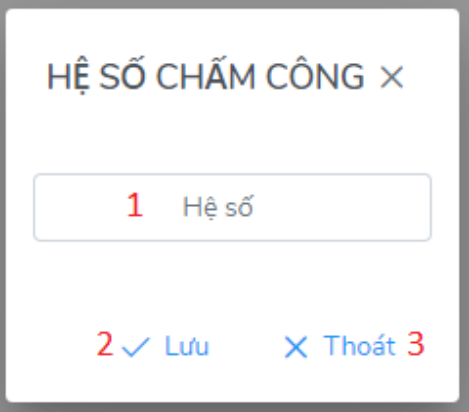 HỆ SỐ CHẤM CÔNG ×
1 Hệ số
2 ✓ Lưu × Thoát 3